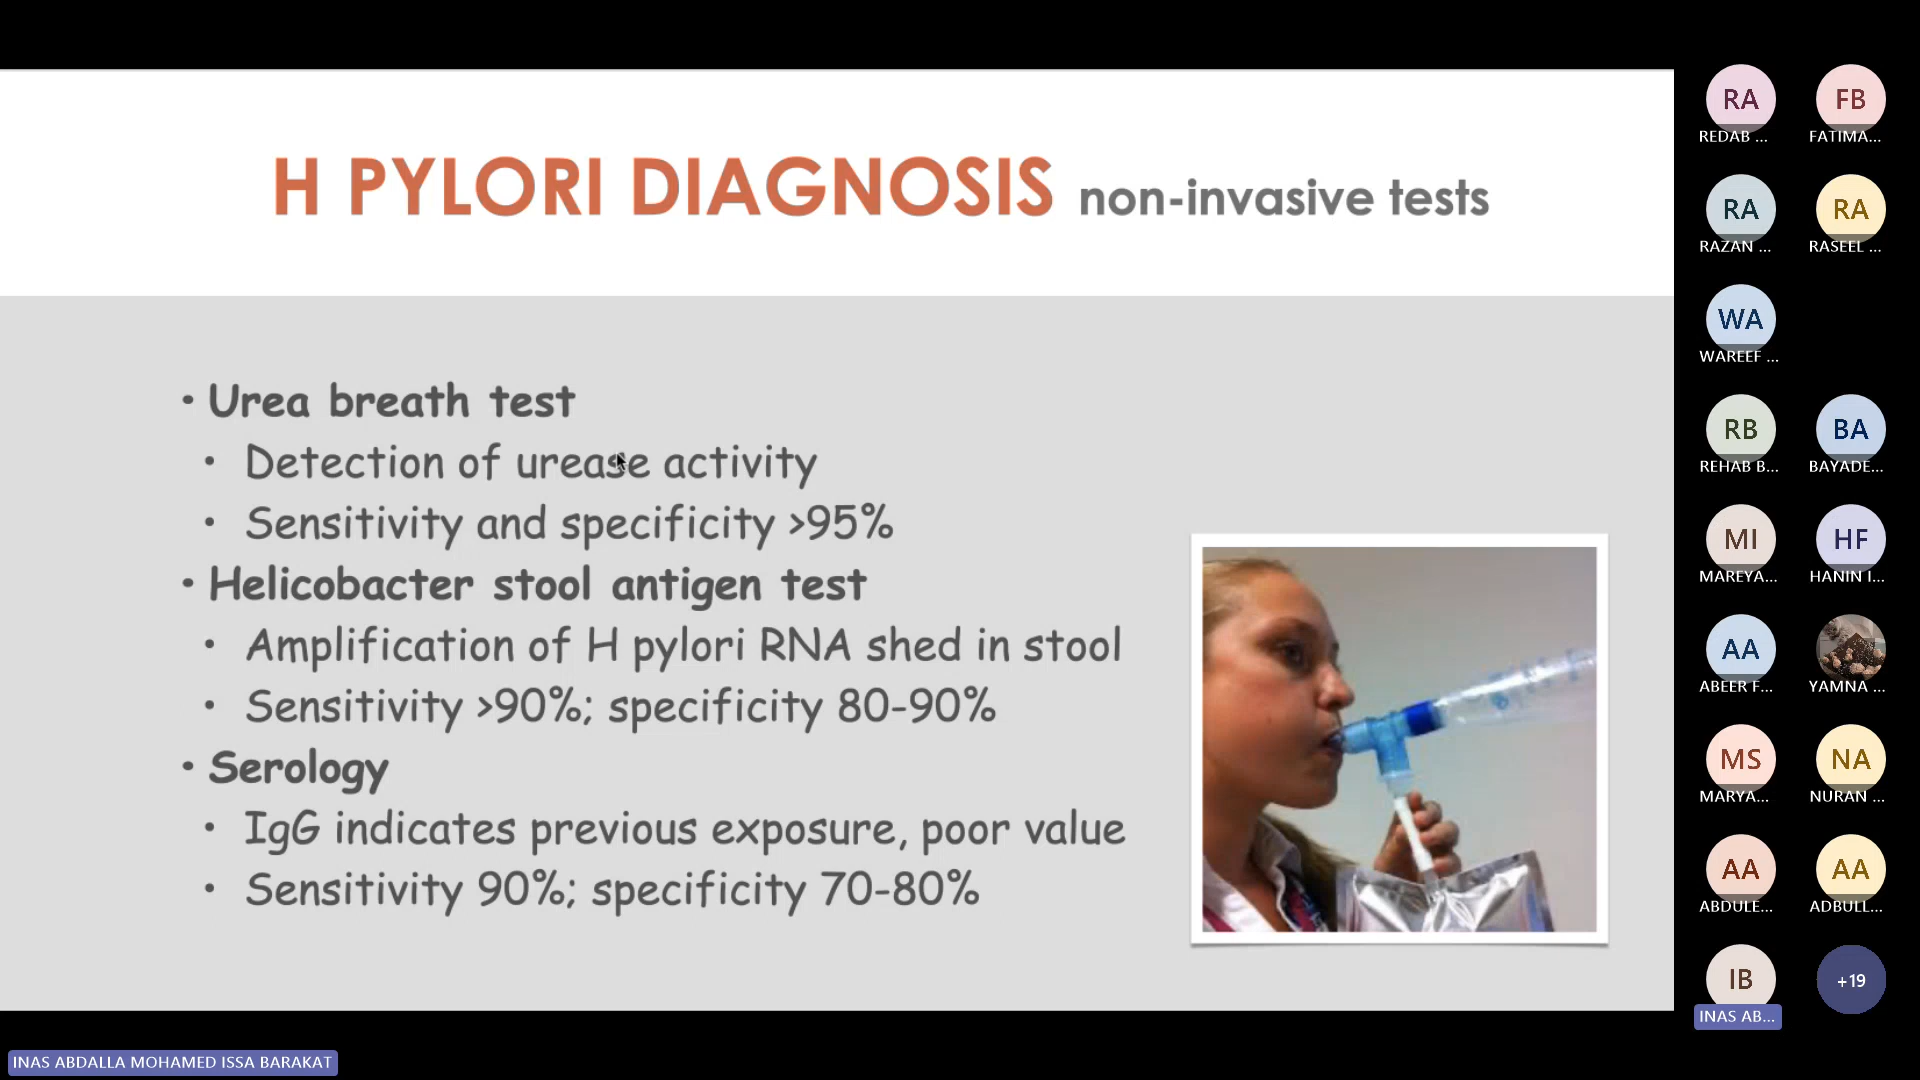 H PYLORI DIAGNOSIS non-invasive tests
• Urea breath test
• Detection of urease activity
• Sensitivity and specificity >95%
• Helicobacter stool antigen test
• Amplification of H pylori RNA shed in stool
• Sensitivity >90%; specificity 80-90%
• Serology
• IgG indicates previous exposure, poor value
• Sensitivity 90%; specificity 70-80%
RA FB
REDAB ... FATIMA...
RA RA
RAZAN ... RASEEL ...
WA
WAREEF ...
RB BA
REHAB B... BAYADE...
MI HF
MAREYA... HANIN I...
AA
ABEER F... YAMNA ...
MS NA
MARYA... NURAN ...
AA AA
ABDULE... ADBULL...
IB +19
INAS AB...
INAS ABDALLA MOHAMED ISSA BARAKAT